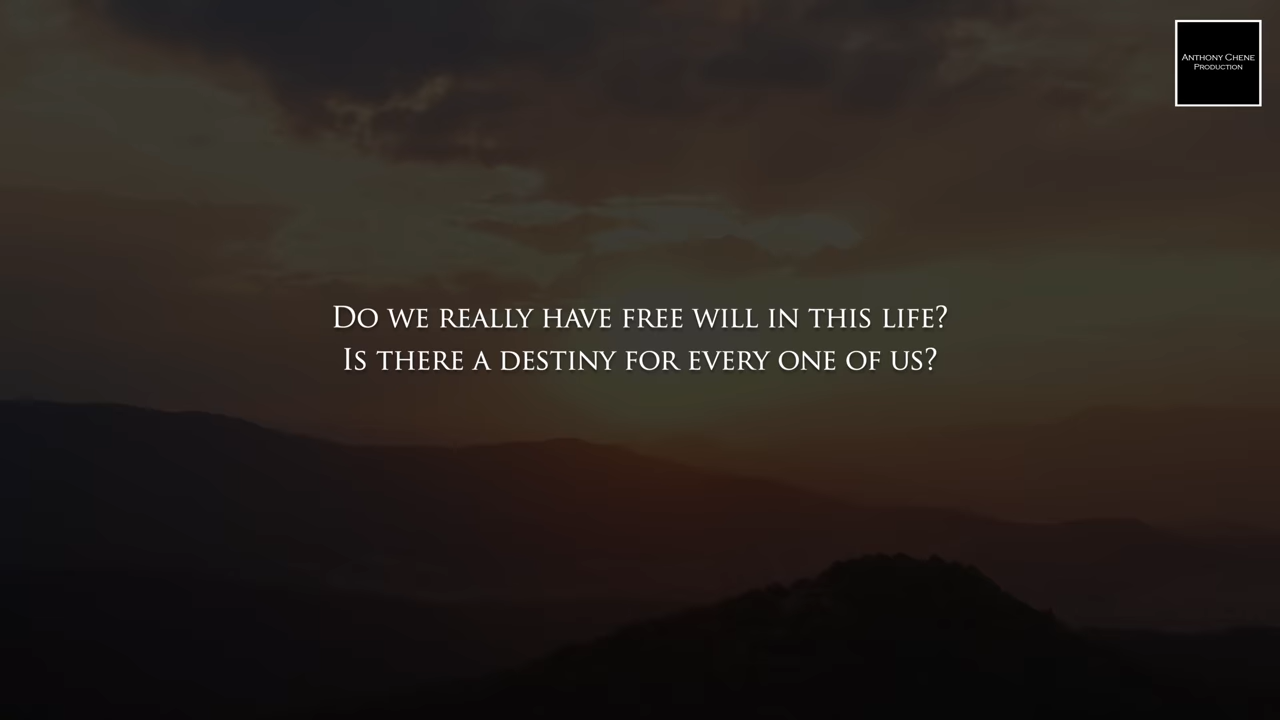 Anthony Chene
Production
Do we really have free will in this life?
Is there a destiny for every one of us?